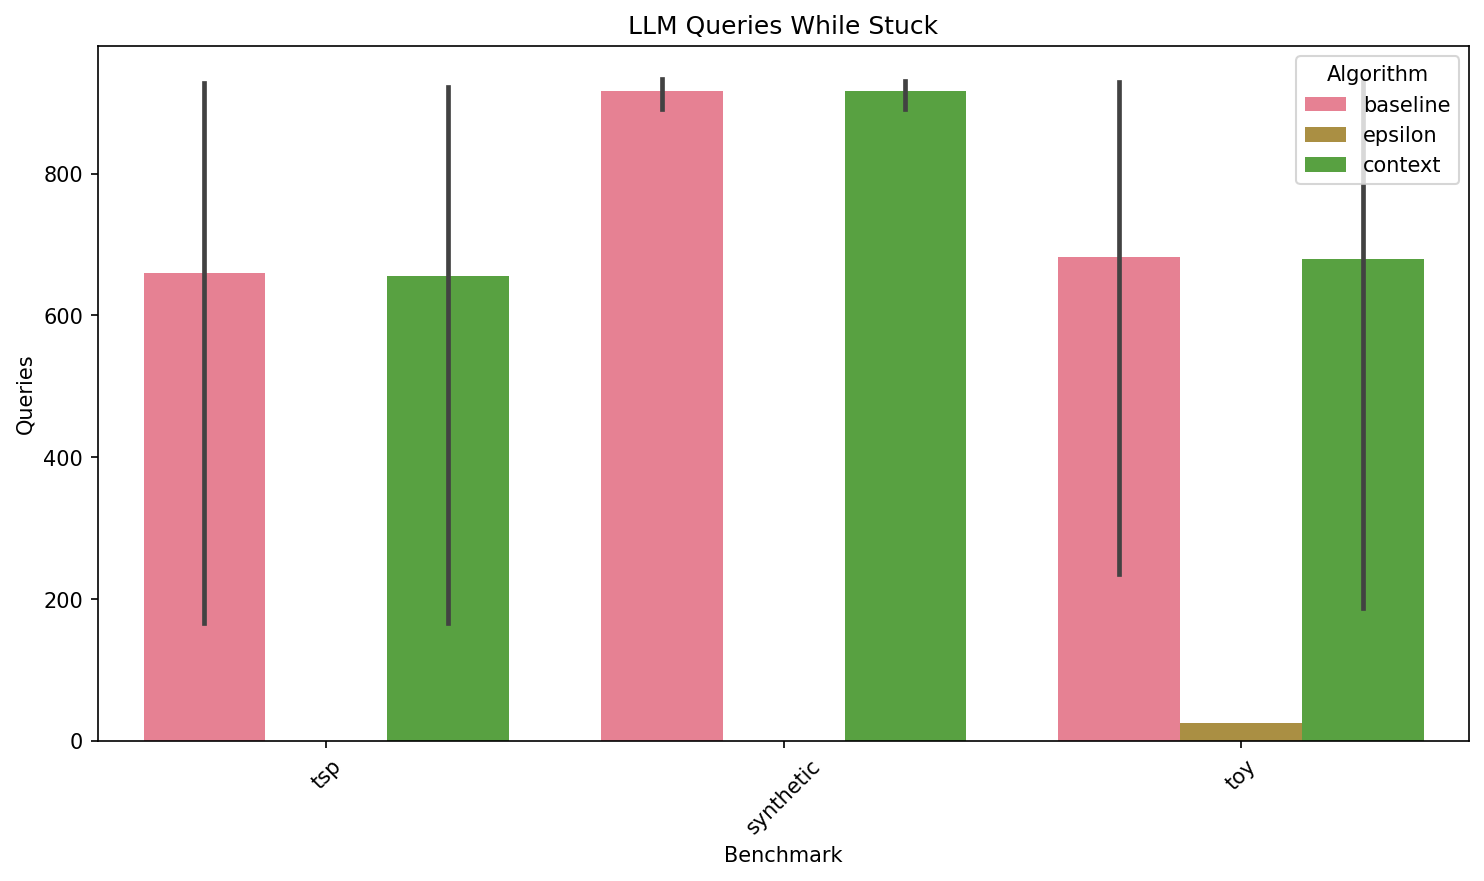 LLM Queries While Stuck
Algorithm
baseline
epsilon
context
Queries
800
600
400
200
0
tsp
synthetic
toy
Benchmark